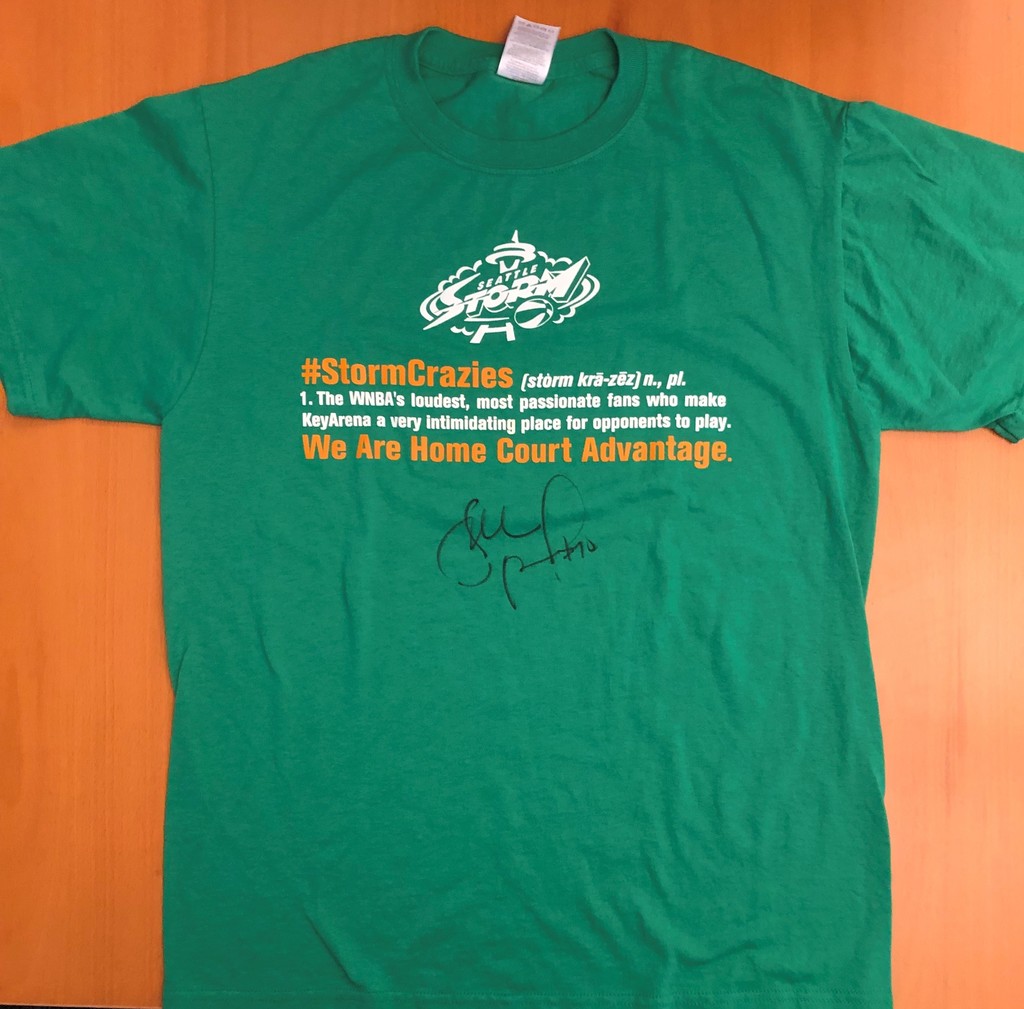 SEATTLE
STORM
#StormCrazies (stòrm krā-zēz) n., pl.
1. The WNBA's loudest, most passionate fans who make
KeyArena a very intimidating place for opponents to play.
We Are Home Court Advantage.
#10